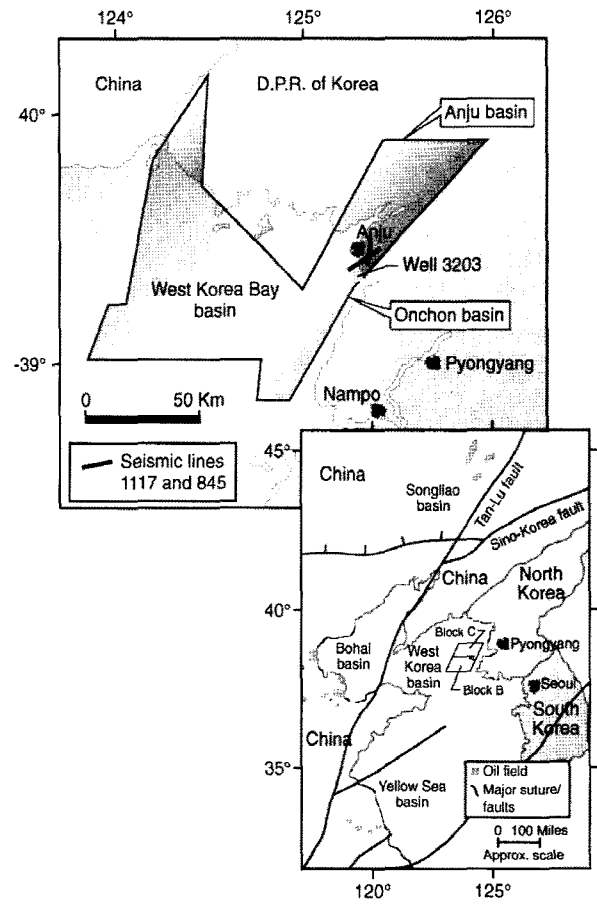 124°
125°
126°
China
D.P.R. of Korea
40°
Anju basin
Anju
Well 3203
West Korea Bay
basin
Onchon basin
-39°
Pyongyang
0 50 Km
Nampo
Seismic lines
1117 and 845
45°
China
Songliao
basin
Tan-Lu fault
Sino-Korea fault
China
North
Korea
40°
Block C
Pyongyang
Bohai
basin
West
Korea
basin
Block B
Seoul
South
Korea
China
35°
Oil field
Major suture/
faults
Yellow Sea
basin
0 100 Miles
Approx. scale
120°
125°